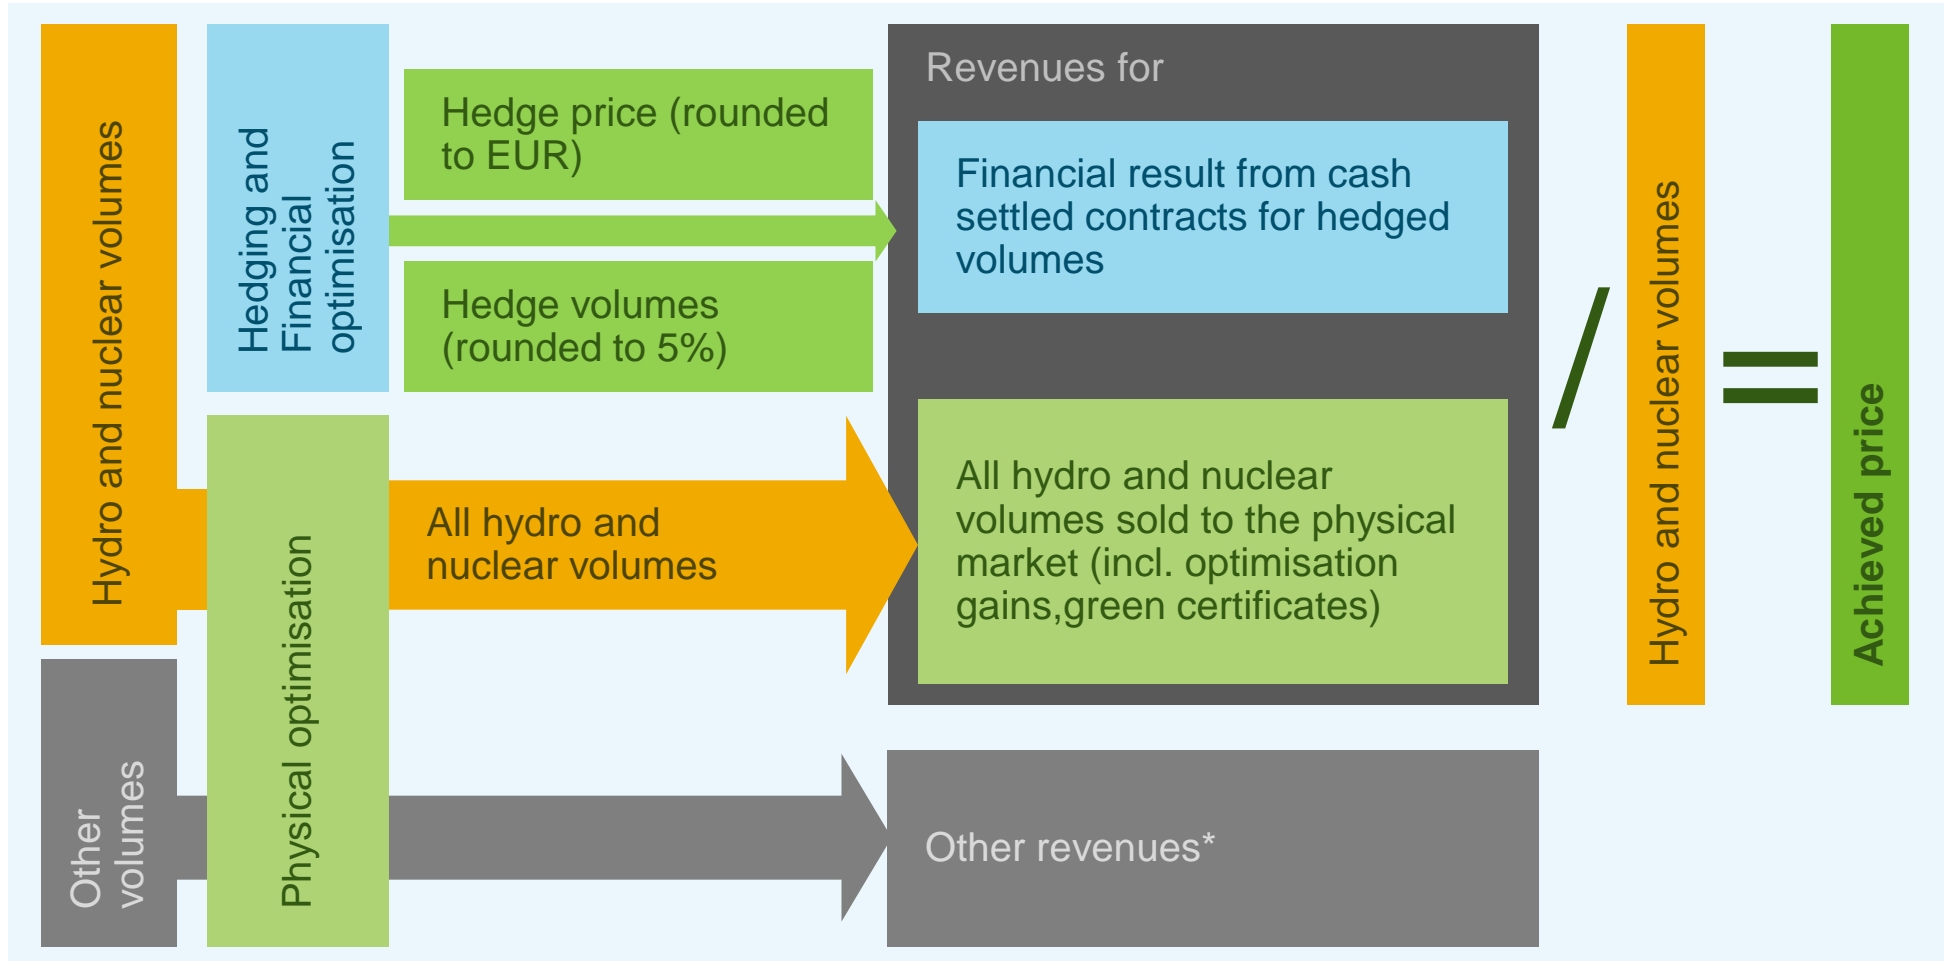 Hydro and nuclear volumes
Other
volumes
Hedging and
Financial
optimisation
Physical optimisation
Hedge price (rounded
to EUR)
Hedge volumes
(rounded to 5%)
All hydro and
nuclear volumes
Revenues for
Financial result from cash
settled contracts for hedged
volumes
All hydro and nuclear
volumes sold to the physical
market (incl. optimisation
gains,green certificates)
Other revenues*
/
Hydro and nuclear volumes
=
Achieved price